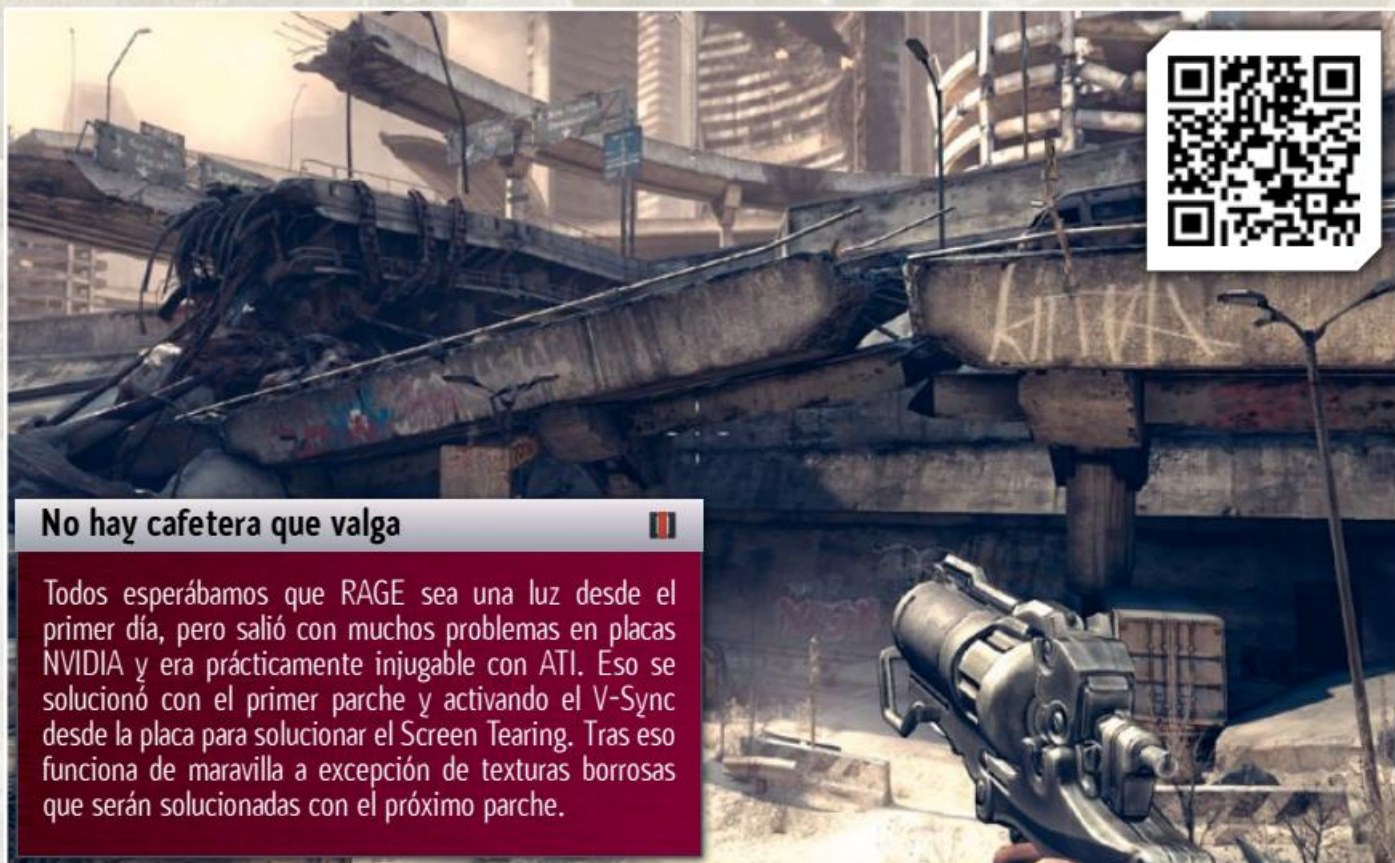 No hay cafetera que valga
Todos esperábamos que RAGE sea una luz desde el
primer día, pero salió con muchos problemas en placas
NVIDIA y era prácticamente injugable con ATI. Eso se
solucionó con el primer parche y activando el V-Sync
desde la placa para solucionar el Screen Tearing. Tras eso
funciona de maravilla a excepción de texturas borrosas
que serán solucionadas con el próximo parche.